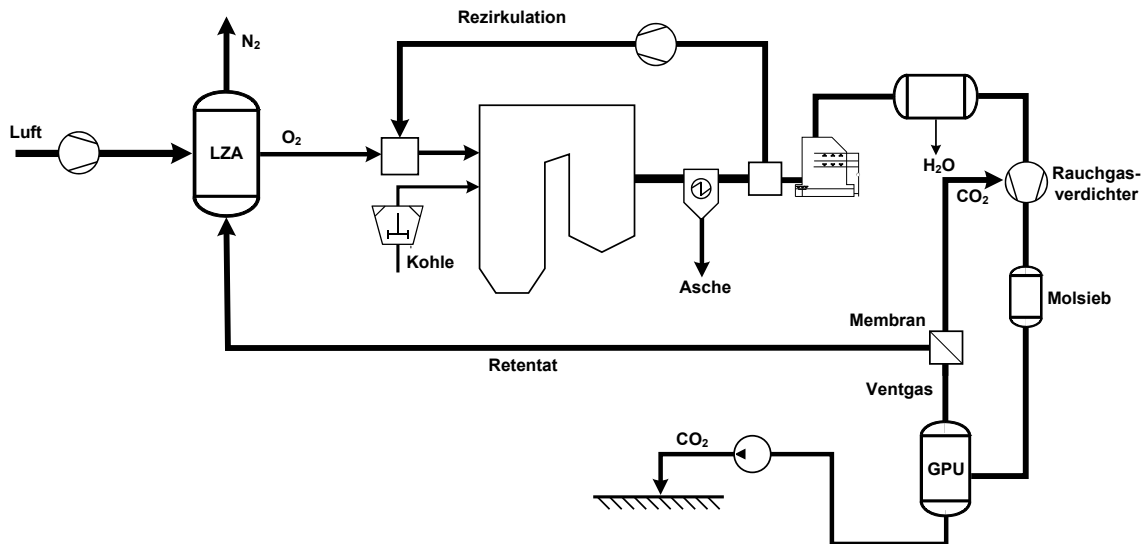 Rezirkulation
N₂
Luft
LZA
O₂
H₂O
CO₂
Rauchgas-
verdichter
Kohle
Asche
Molsieb
Membran
Retentat
Ventgas
CO₂
GPU